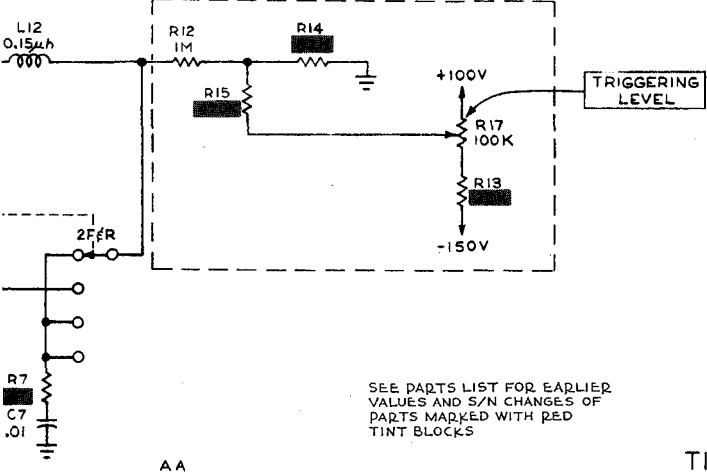 L12
0.15µh
R12
1M
R14
R15
+100V
TRIGGERING
LEVEL
R17
100K
R13
-150V
2F&R
R7
C7
.01
SEE PARTS LIST FOR EARLIER
VALUES AND S/N CHANGES OF
PARTS MARKED WITH RED
TINT BLOCKS
AA
T1